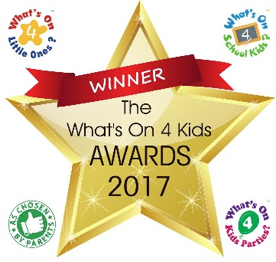 What's On
4
Little Ones?
What's On
4
School Kids?
WINNER
The
What's On 4 Kids
AWARDS
2017
AS CHOSEN
BY PARENTS
What's On
4
Kids Parties?